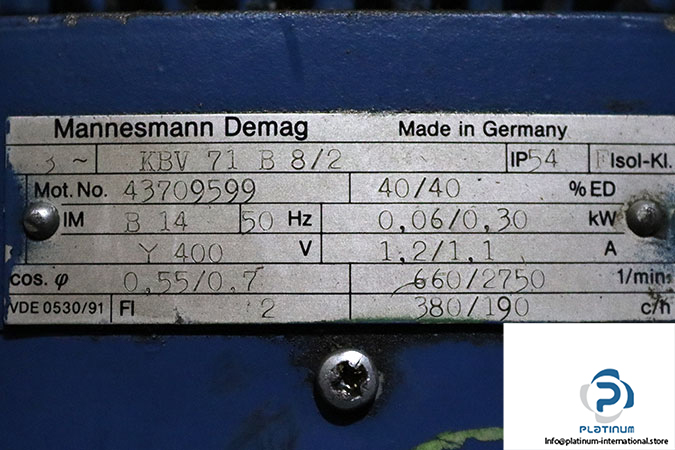 Mannesmann Demag Made in Germany
3 ~ KBV 71 B 8/2 IP54 F Isol-Kl.
Mot. No. 43709599 40/40 % ED
IM B 14 50 Hz 0,06/0,30 kW
Y 400 V 1,2/1,1 A
cos. φ 0,55/0,7 660/2750 1/min
VDE 0530/91 FI 2 380/190 c/h
PLATINUM
Info@platinum-international.store